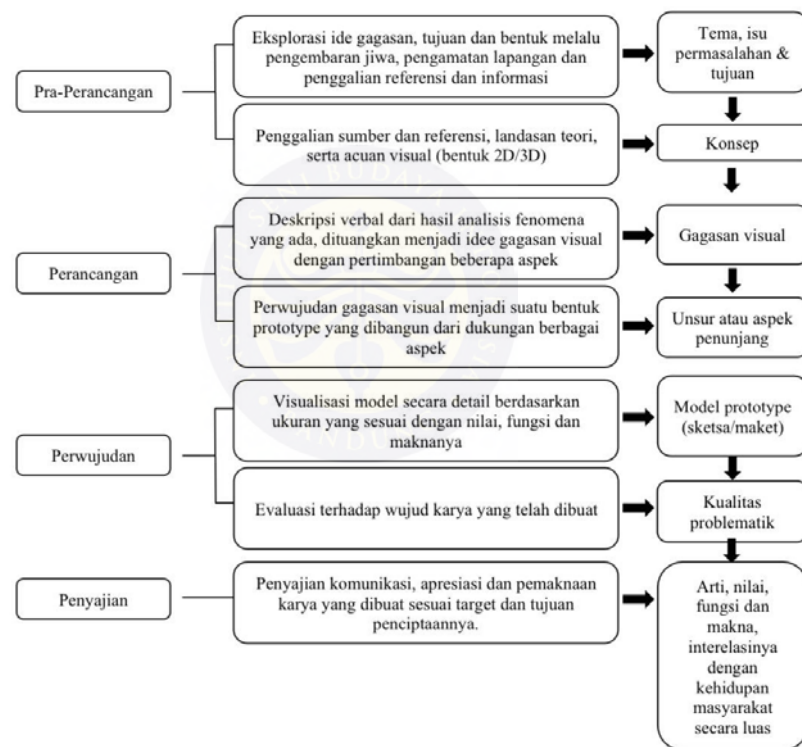 Pra-Perancangan
Eksplorasi ide gagasan, tujuan dan bentuk melalu
pengembaran jiwa, pengamatan lapangan dan
penggalian referensi dan informasi
Tema, isu
permasalahan &
tujuan
Penggalian sumber dan referensi, landasan teori,
serta acuan visual (bentuk 2D/3D)
Konsep
Perancangan
Deskripsi verbal dari hasil analisis fenomena
yang ada, dituangkan menjadi idee gagasan visual
dengan pertimbangan beberapa aspek
Gagasan visual
Perwujudan gagasan visual menjadi suatu bentuk
prototype yang dibangun dari dukungan berbagai
aspek
Unsur atau aspek
penunjang
Perwujudan
Visualisasi model secara detail berdasarkan
ukuran yang sesuai dengan nilai, fungsi dan
maknanya
Model prototype
(sketsa/maket)
Evaluasi terhadap wujud karya yang telah dibuat
Kualitas
problematik
Penyajian
Penyajian komunikasi, apresiasi dan pemaknaan
karya yang dibuat sesuai target dan tujuan
penciptaannya.
Arti, nilai,
fungsi dan
makna,
interelasinya
dengan
kehidupan
masyarakat
secara luas